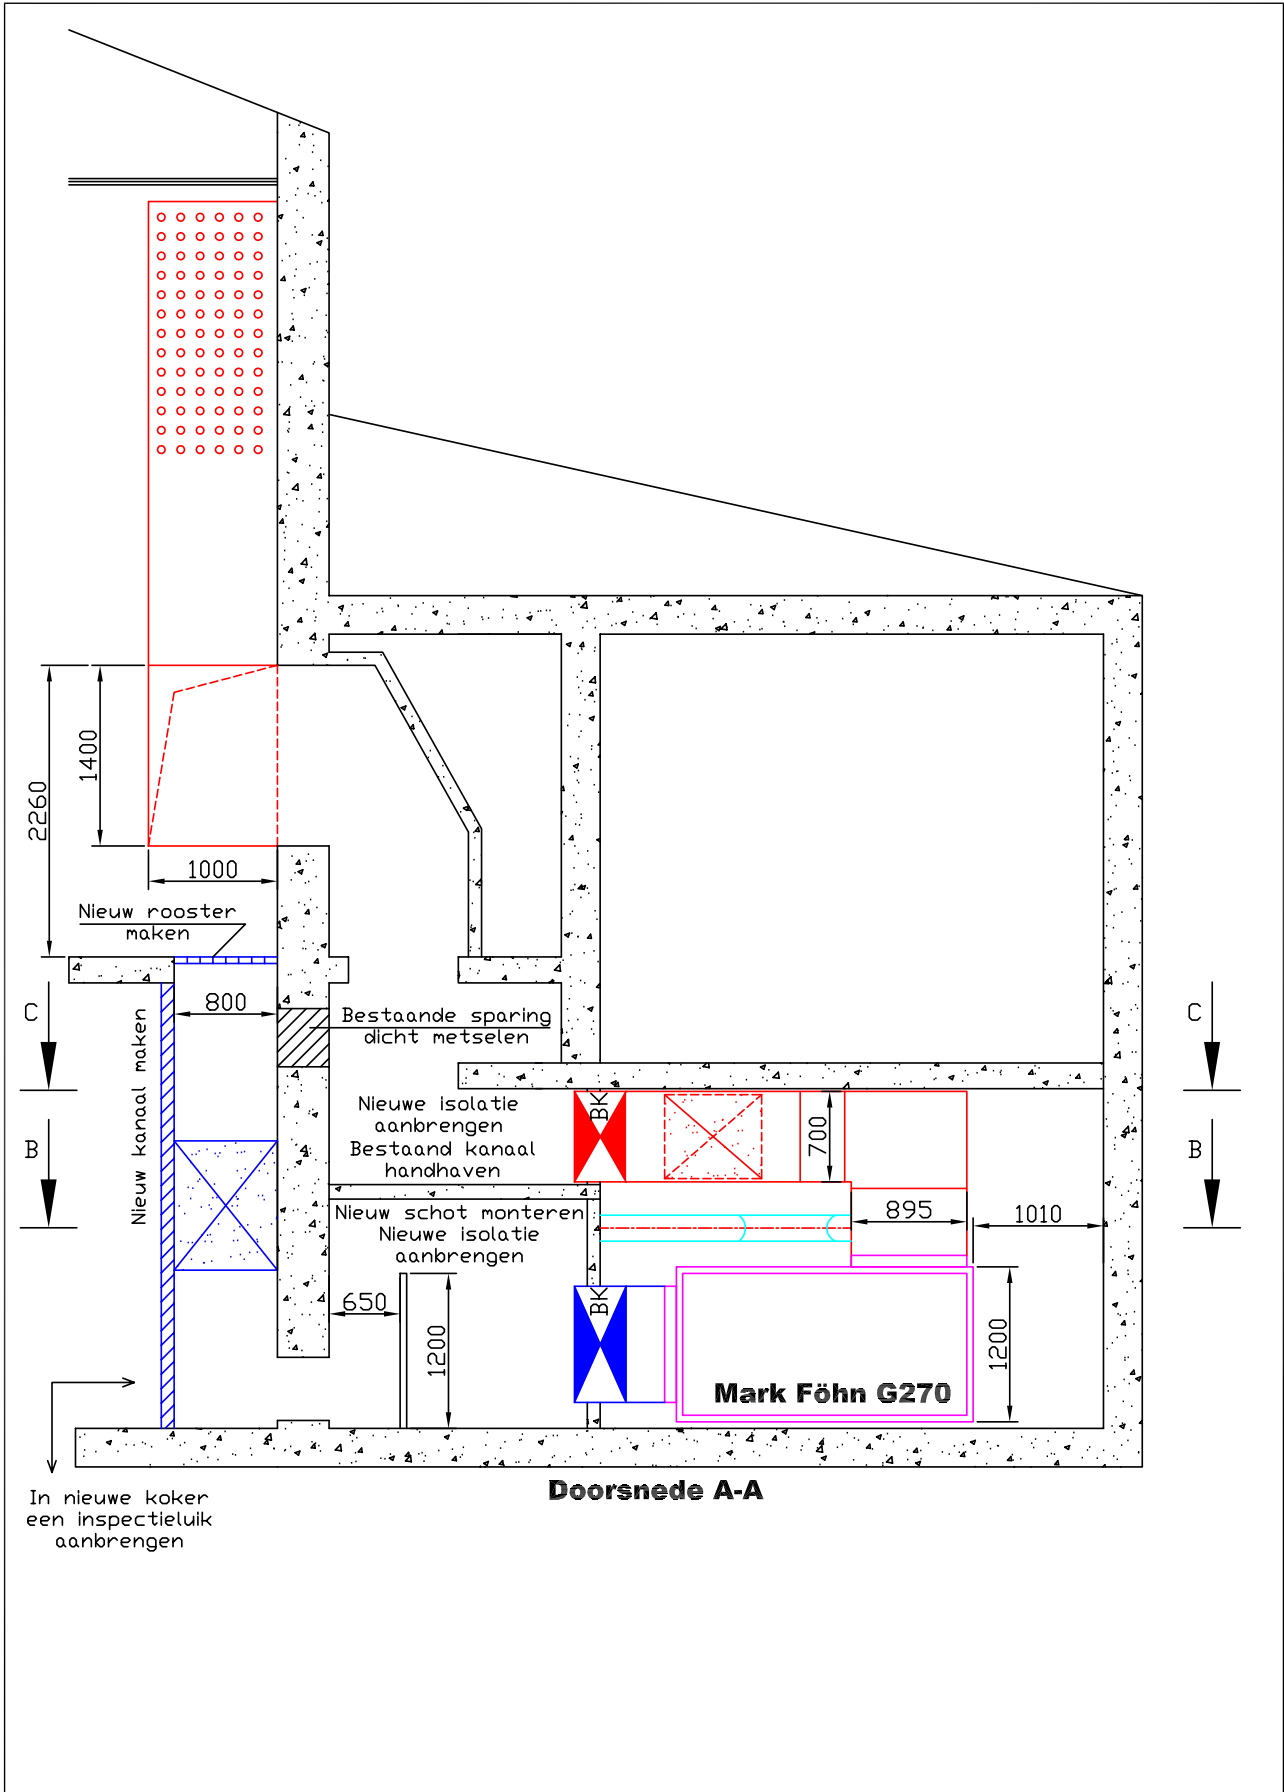 2260
1400
1000
Nieuw rooster
maken
800
C
C
Nieuw kanaal maken
Bestaande sparing
dicht metselen
Nieuwe isolatie
aanbrengen
Bestaand kanaal
handhaven
BK
700
B
B
Nieuw schot monteren
Nieuwe isolatie
aanbrengen
895
1010
650
1200
BK
1200
Mark Föhn G270
Doorsnede A-A
In nieuwe koker
een inspectieluik
aanbrengen